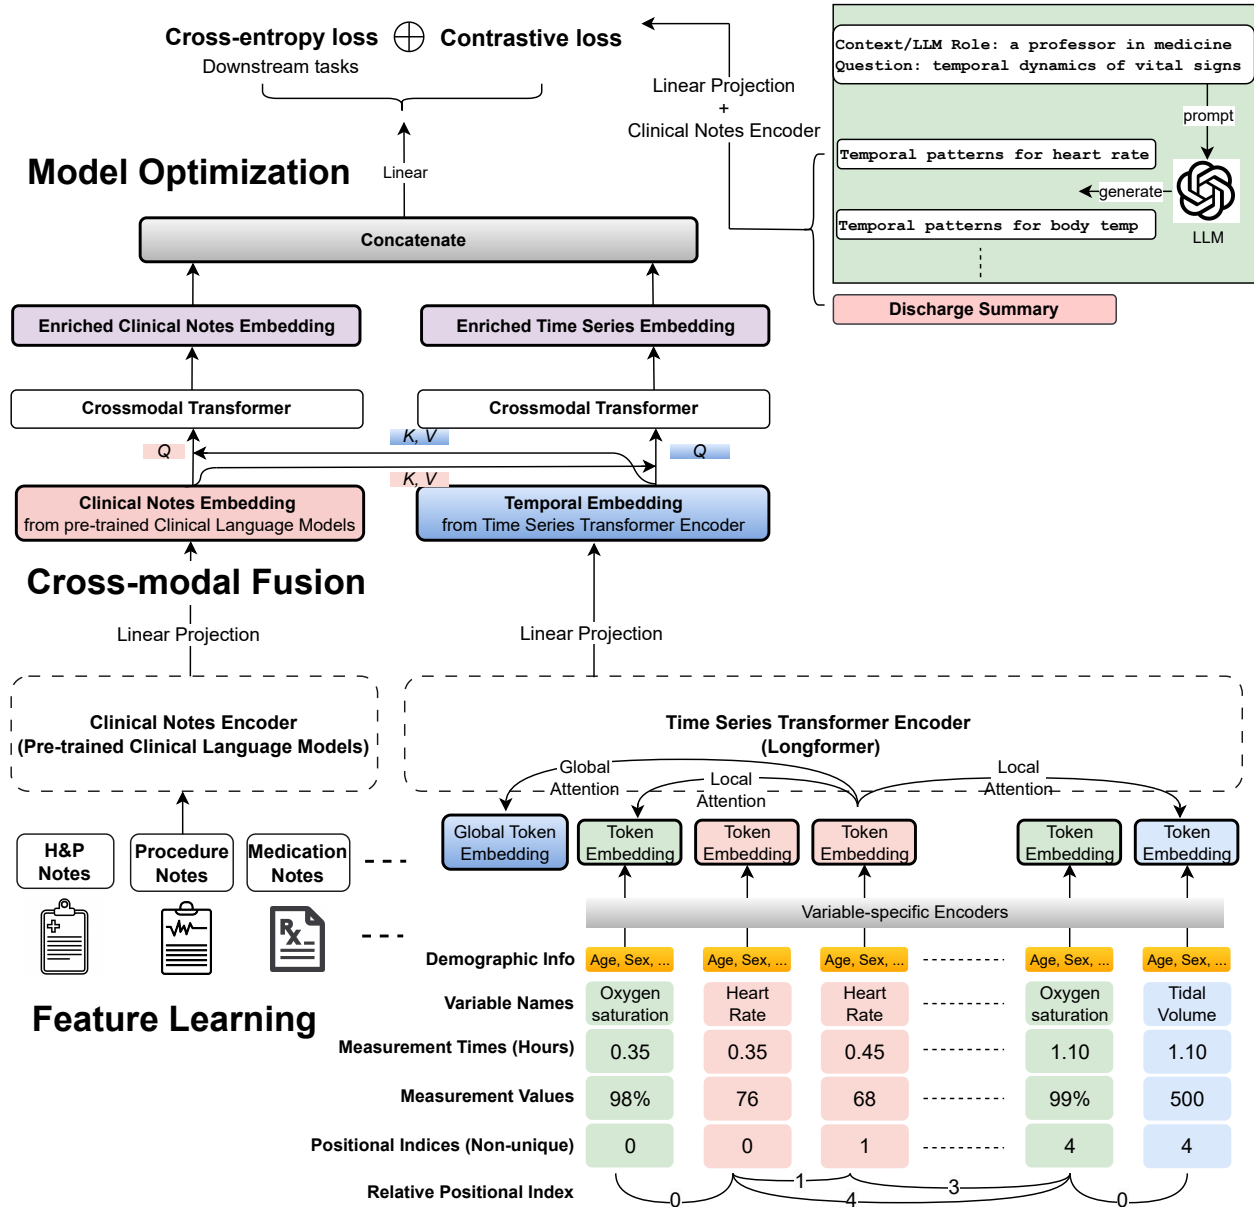 Cross-entropy loss
Contrastive loss
Downstream tasks
Linear
Model Optimization
Linear Projection
+
Clinical Notes Encoder
Context/LLM Role: a professor in medicine
Question: temporal dynamics of vital signs
prompt
Temporal patterns for heart rate
generate
LLM
Temporal patterns for body temp
Discharge Summary
Concatenate
Enriched Clinical Notes Embedding
Enriched Time Series Embedding
Crossmodal Transformer
Crossmodal Transformer
Q
K, V
Q
K, V
Clinical Notes Embedding
from pre-trained Clinical Language Models
Temporal Embedding
from Time Series Transformer Encoder
Cross-modal Fusion
Linear Projection
Linear Projection
Clinical Notes Encoder
(Pre-trained Clinical Language Models)
Time Series Transformer Encoder
(Longformer)
Global
Attention
Local
Attention
Local
Attention
H&P
Notes
Procedure
Notes
Medication
Notes
Rx
Global Token
Embedding
Token
Embedding
Token
Embedding
Token
Embedding
Token
Embedding
Token
Embedding
Variable-specific Encoders
Feature Learning
Demographic Info
Age, Sex, ...
Age, Sex, ...
Age, Sex, ...
Age, Sex, ...
Age, Sex, ...
Variable Names
Oxygen
saturation
Heart
Rate
Heart
Rate
Oxygen
saturation
Tidal
Volume
Measurement Times (Hours)
0.35
0.35
0.45
1.10
1.10
Measurement Values
98%
76
68
99%
500
Positional Indices (Non-unique)
0
0
1
4
4
Relative Positional Index
0
1
4
3
0